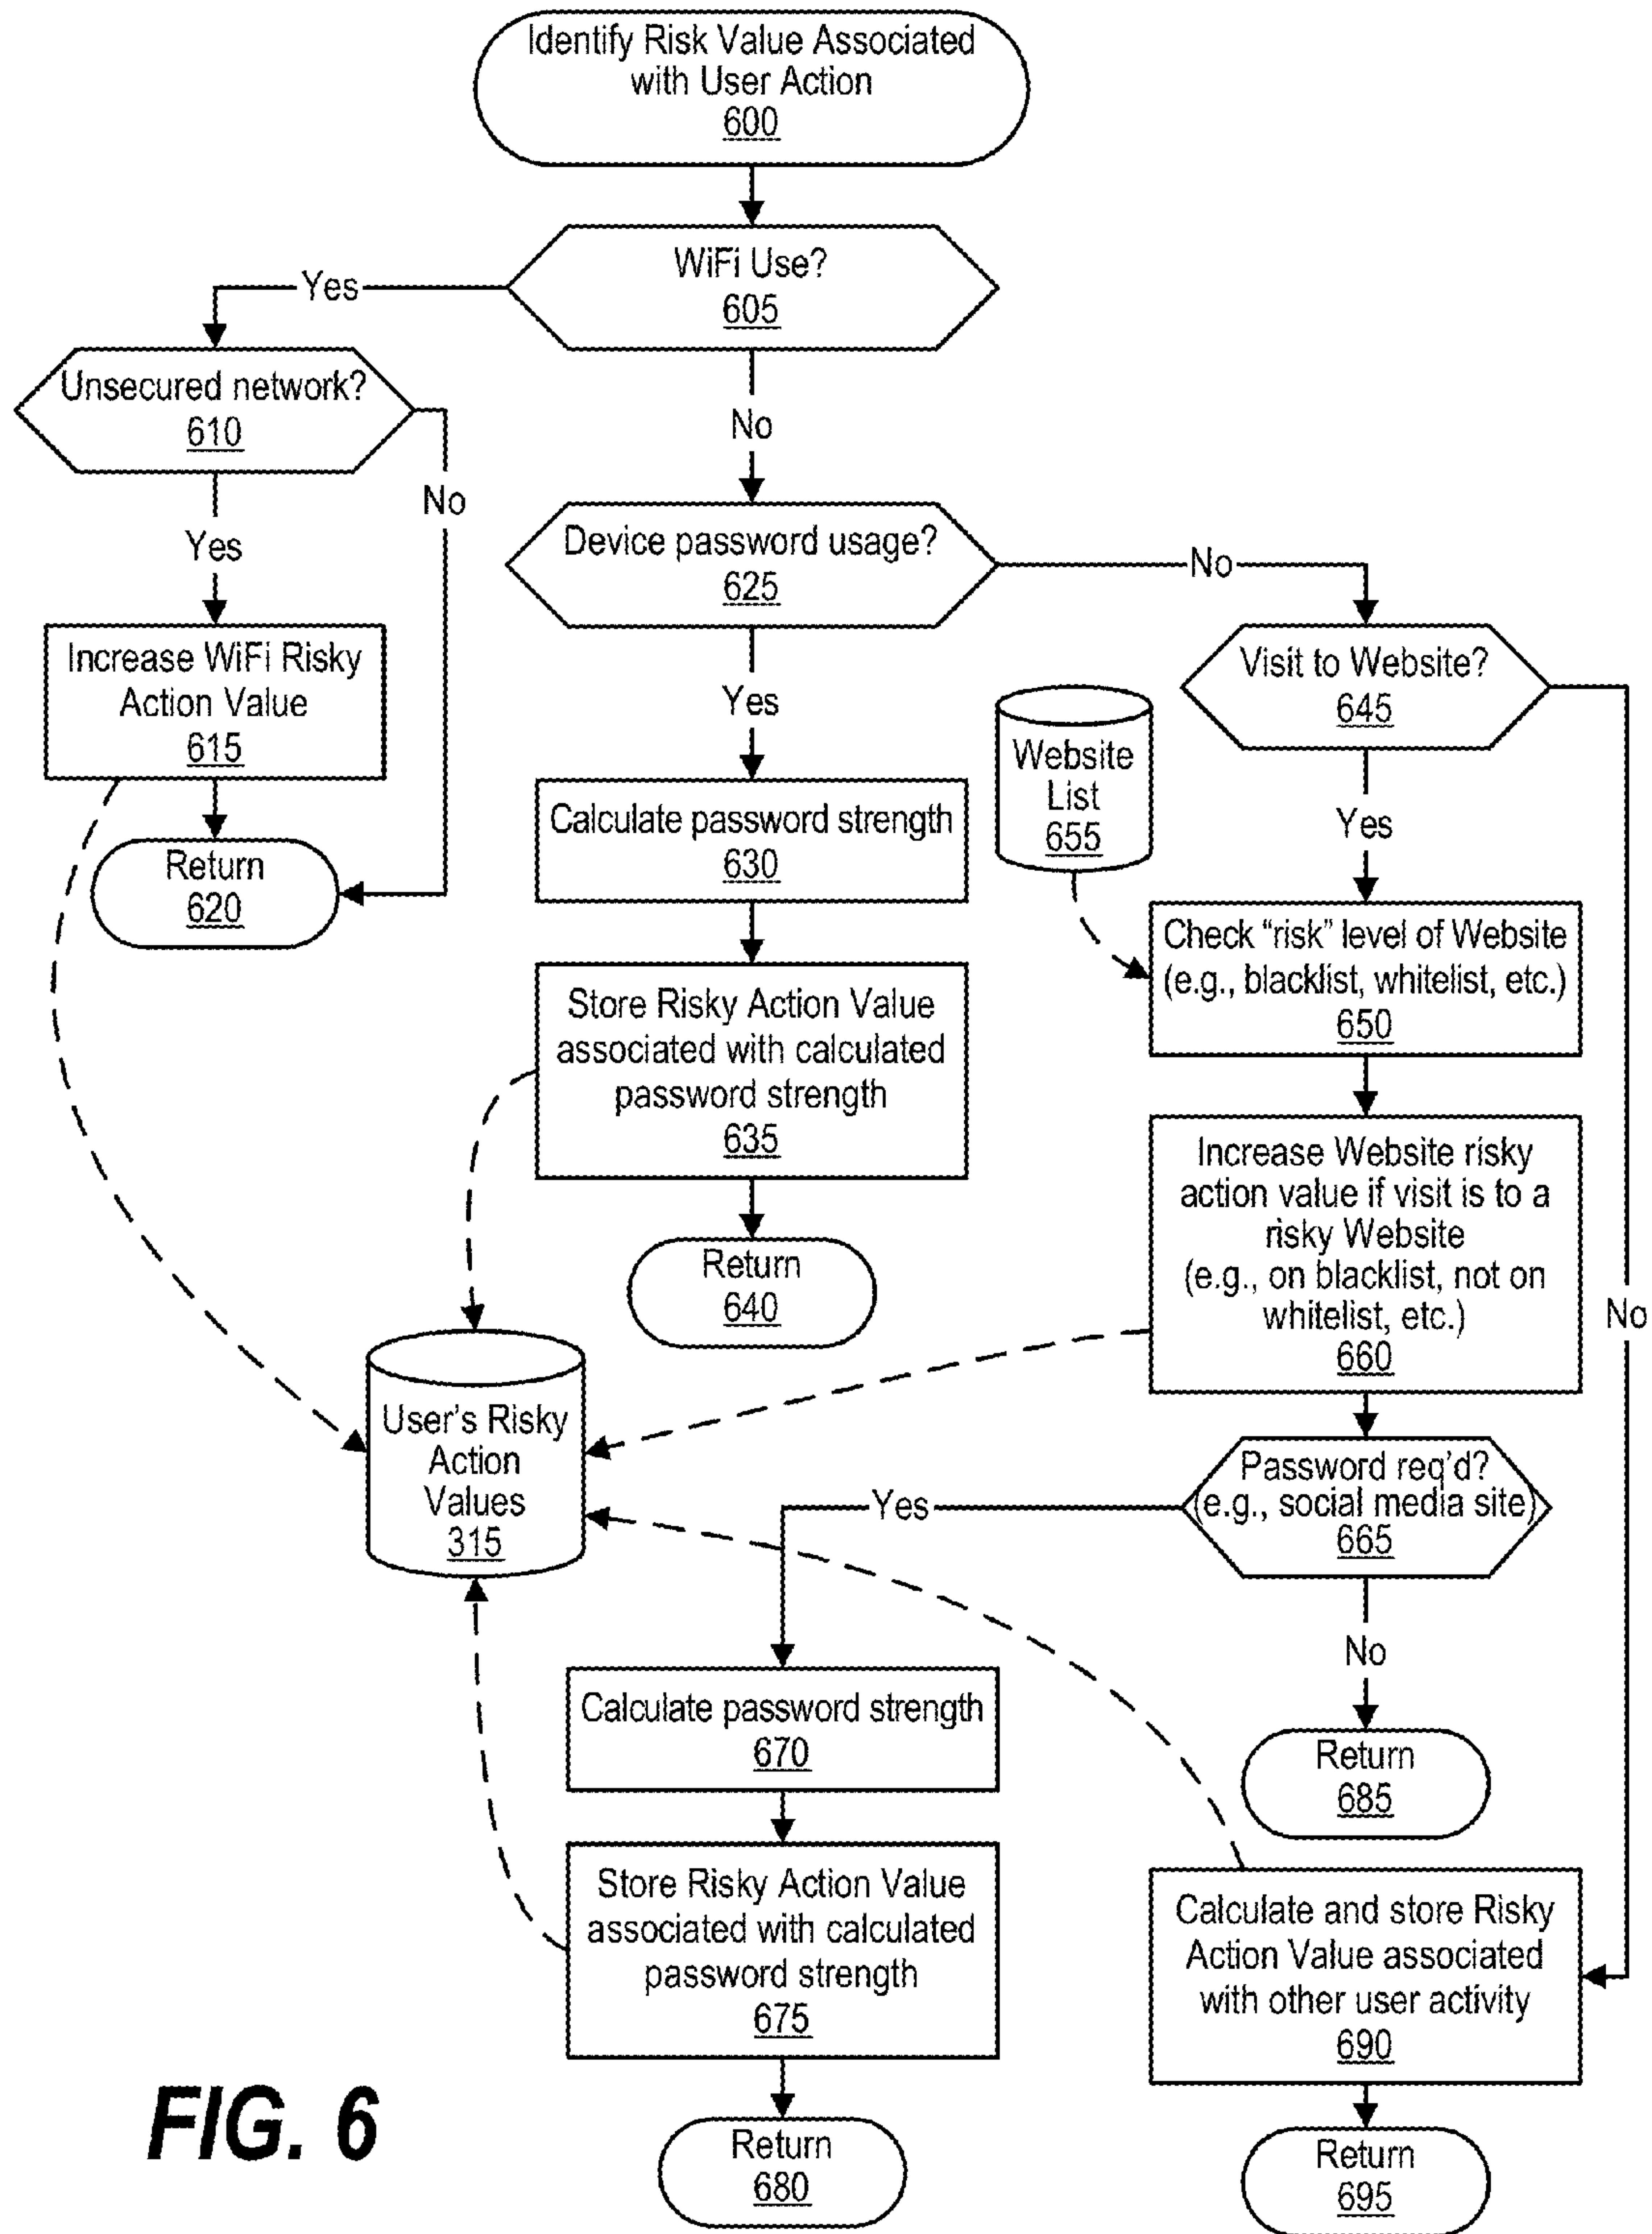 Identify Risk Value Associated
with User Action
600
WiFi Use?
605
Yes
No
Unsecured network?
610
Yes
No
Increase WiFi Risky
Action Value
615
Return
620
Device password usage?
625
Yes
No
Calculate password strength
630
Store Risky Action Value
associated with calculated
password strength
635
Return
640
Visit to Website?
645
Yes
No
Website
List
655
Check “risk” level of Website
(e.g., blacklist, whitelist, etc.)
650
Increase Website risky
action value if visit is to a
risky Website
(e.g., on blacklist, not on
whitelist, etc.)
660
User’s Risky
Action
Values
315
Password req’d?
(e.g., social media site)
665
Yes
No
Calculate password strength
670
Store Risky Action Value
associated with calculated
password strength
675
Return
680
Return
685
Calculate and store Risky
Action Value associated
with other user activity
690
Return
695
FIG. 6